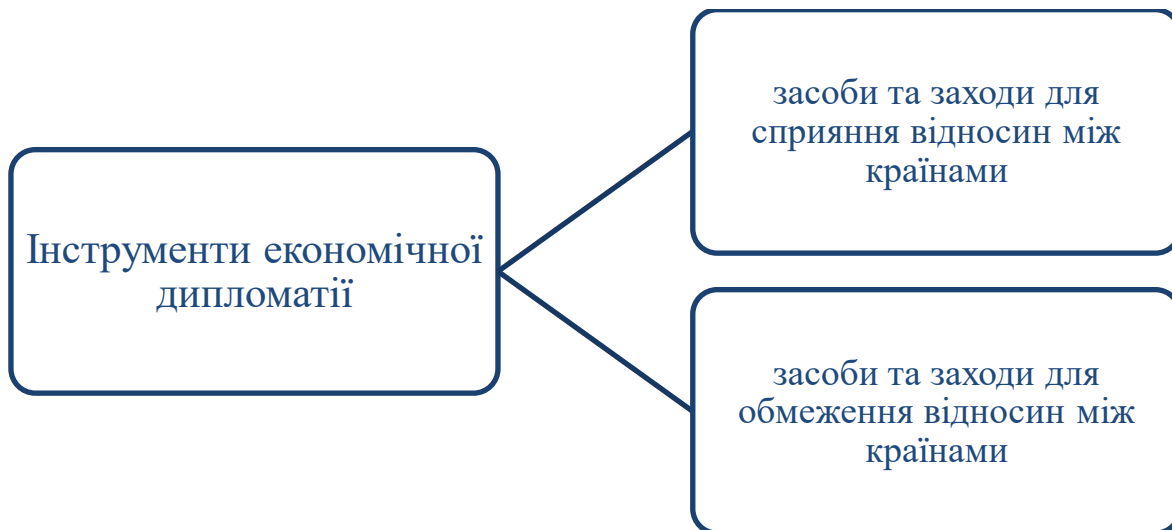 засоби та заходи для
сприяння відносин між
країнами
Інструменти економічної
дипломатії
засоби та заходи для
обмеження відносин між
країнами